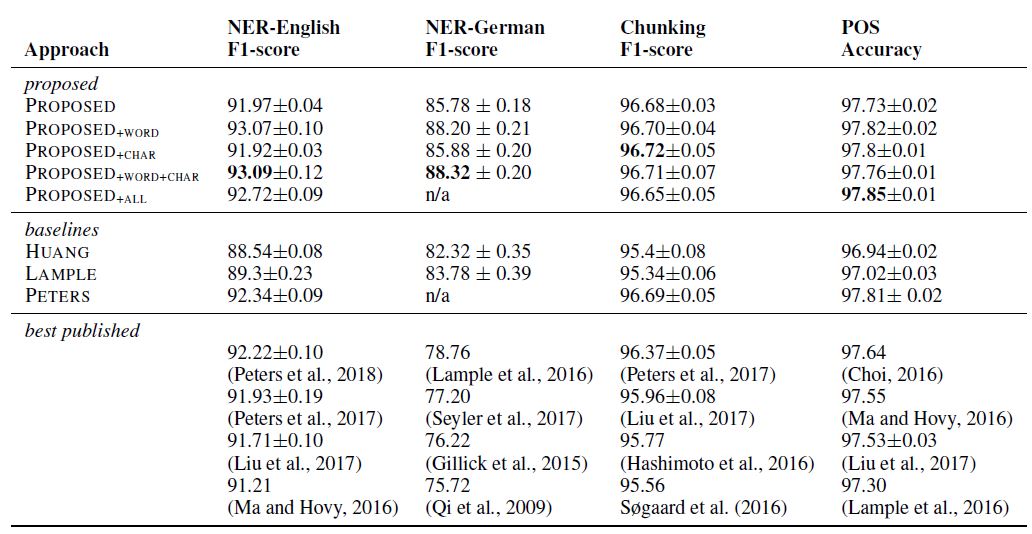 Approach NER-English F1-score NER-German F1-score Chunking F1-score POS Accuracy
proposed
PROPOSED 91.97±0.04 85.78 ± 0.18 96.68±0.03 97.73±0.02
PROPOSED+WORD 93.07±0.10 88.20 ± 0.21 96.70±0.04 97.82±0.02
PROPOSED+CHAR 91.92±0.03 85.88 ± 0.20 96.72±0.05 97.8±0.01
PROPOSED+WORD+CHAR 93.09±0.12 88.32 ± 0.20 96.71±0.07 97.76±0.01
PROPOSED+ALL 92.72±0.09 n/a 96.65±0.05 97.85±0.01
baselines
HUANG 88.54±0.08 82.32 ± 0.35 95.4±0.08 96.94±0.02
LAMPLE 89.3±0.23 83.78 ± 0.39 95.34±0.06 97.02±0.03
PETERS 92.34±0.09 n/a 96.69±0.05 97.81± 0.02
best published
92.22±0.10 78.76 96.37±0.05 97.64
(Peters et al., 2018) (Lample et al., 2016) (Peters et al., 2017) (Choi, 2016)
91.93±0.19 77.20 95.96±0.08 97.55
(Peters et al., 2017) (Seyler et al., 2017) (Liu et al., 2017) (Ma and Hovy, 2016)
91.71±0.10 76.22 95.77 97.53±0.03
(Liu et al., 2017) (Gillick et al., 2015) (Hashimoto et al., 2016) (Liu et al., 2017)
91.21 75.72 95.56 97.30
(Ma and Hovy, 2016) (Qi et al., 2009) Søgaard et al. (2016) (Lample et al., 2016)